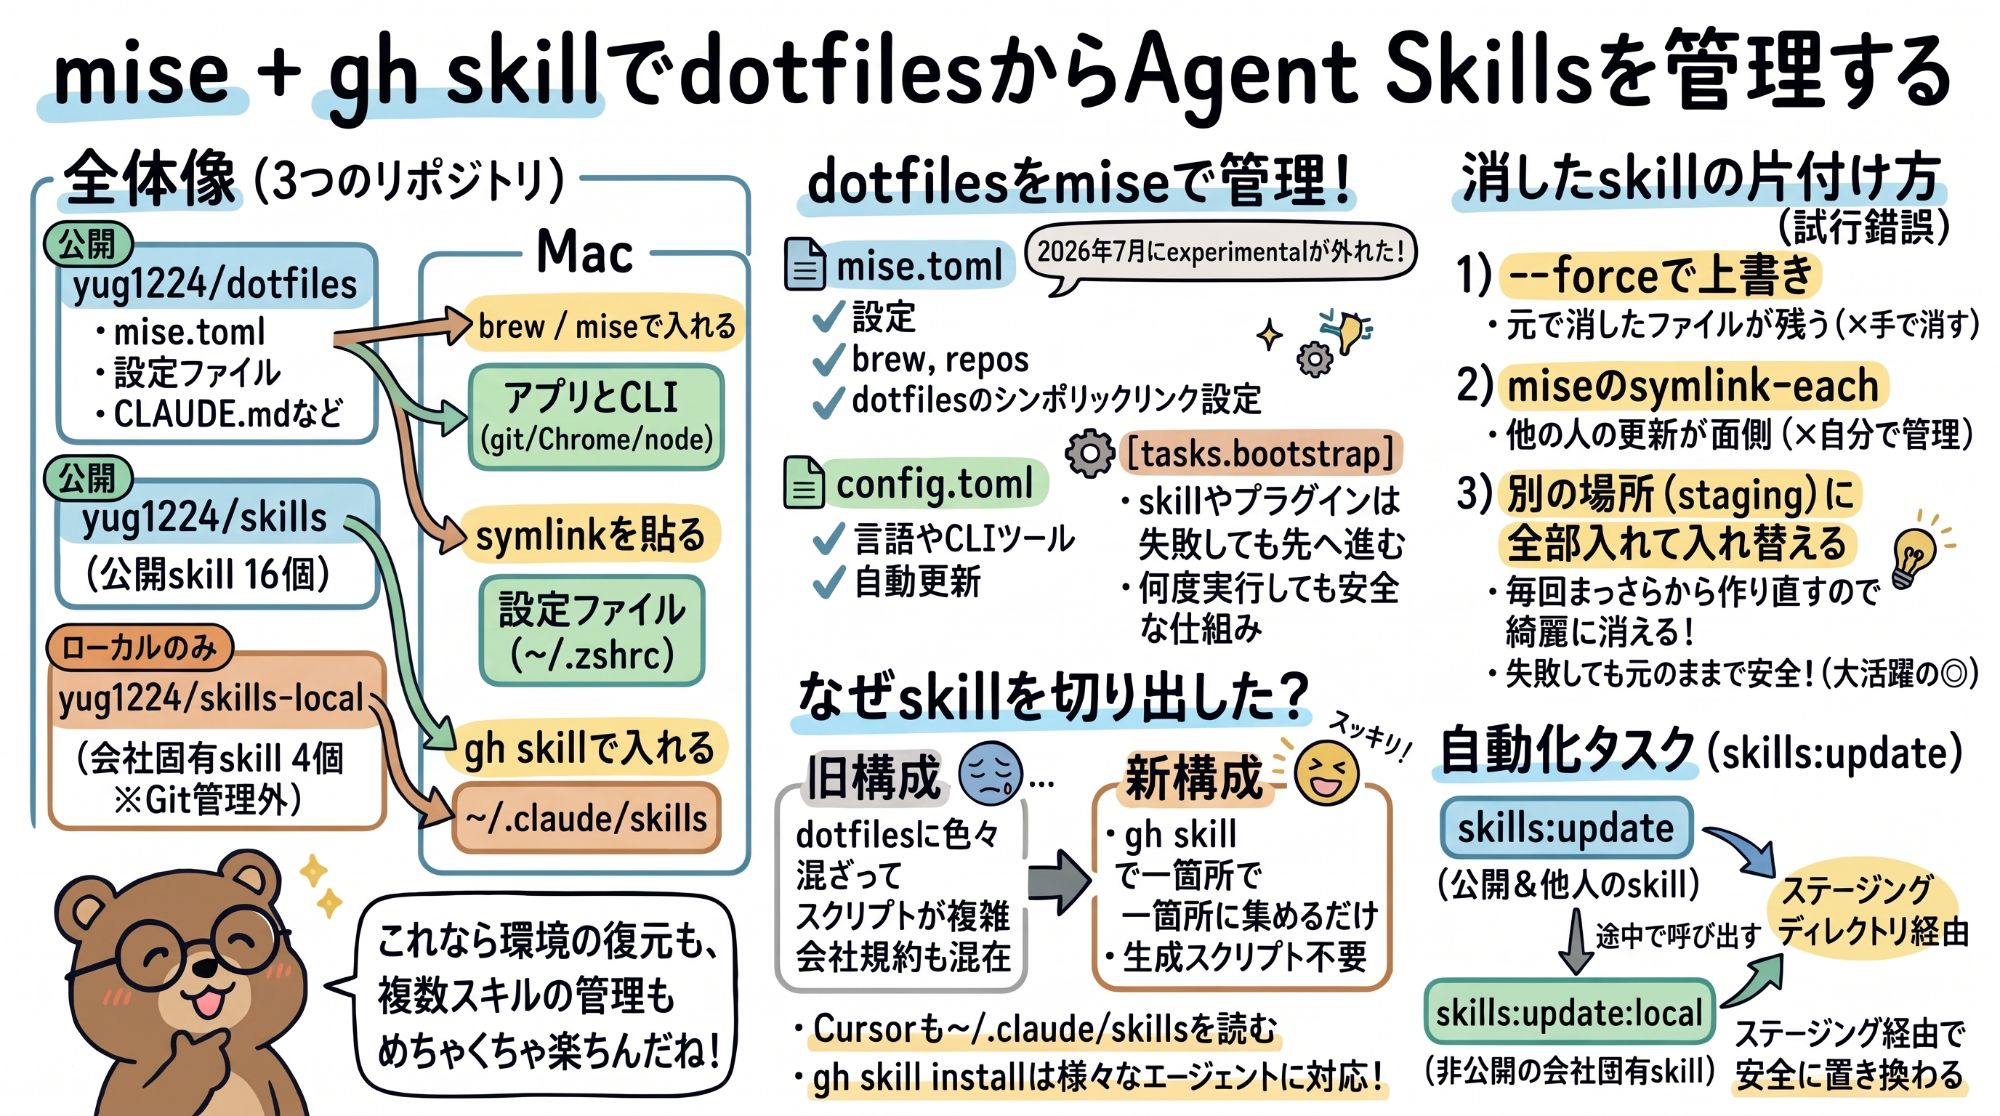 mise + gh skillでdotfilesからAgent Skillsを管理する
全体像 (3つのリポジトリ)
公開
yug1224/dotfiles
・mise.toml
・設定ファイル
・CLAUDE.mdなど
公開
yug1224/skills
(公開skill 16個)
ローカルのみ
yug1224/skills-local
(会社固有skill 4個
※Git管理外)
Mac
brew / miseで入れる
アプリとCLI
(git/Chrome/node)
symlinkを貼る
設定ファイル
(~/.zshrc)
gh skillで入れる
~/.claude/skills
これなら環境の復元も、
複数スキルの管理も
めちゃくちゃ楽ちんだね!
dotfilesをmiseで管理!
mise.toml
2026年7月にexperimentalが外れた!
設定
brew, repos
dotfilesのシンポリックリンク設定
config.toml
言語やCLIツール
自動更新
[tasks.bootstrap]
・skillやプラグインは
失敗しても先へ進む
・何度実行しても安全
な仕組み
なぜskillを切り出した?
旧構成
...
dotfilesに色々
混ざって
スクリプトが複雑
会社規約も混在
新構成
スッキリ!
・gh skill
で一箇所で
一箇所に集めるだけ
・生成スクリプト不要
・Cursorも~/.claude/skillsを読む
・gh skill installは様々なエージェントに対応!
消したskillの片付け方
(試行錯誤)
1) --forceで上書き
・元で消したファイルが残う(×手で消す)
2) miseのsymlink-each
・他の人の更新が面側(×自分で管理)
3) 別の場所(staging)に
全部入れて入れ替える
・毎回まっさらから作り直すので
綺麗に消える!
・失敗しても元のままで安全!(大活躍の◎)
自動化タスク(skills:update)
skills:update
(公開&他人のskill)
途中で呼び出す
ステージング
ディレクトリ経由
skills:update:local
(非公開の会社固有skill)
ステージング経由で
安全に置き換わる